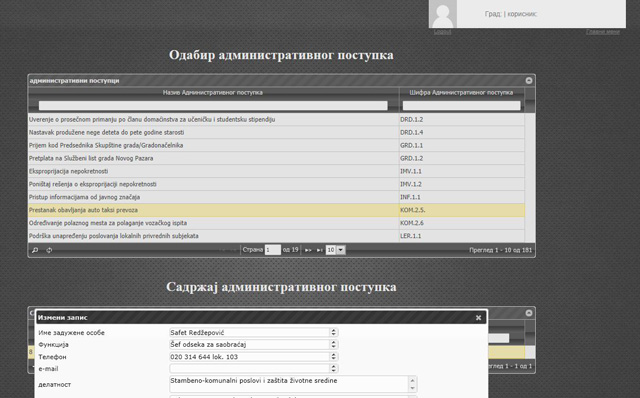 Град: | корисник:
Logout
Главни мени
Одабир административног поступка
административни поступци
Назив Административног поступка Шифра Административног поступка
Uverenje o prosečnom primanju po članu domaćinstva za učeničku i studentsku stipendiju DRD.1.2
Nastavak produžene nege deteta do pete godine starosti DRD.1.4
Prijem kod Predsednika Skupštine grada/Gradonačelnika GRD.1.1
Pretplata na Službeni list grada Novog Pazara GRD.1.2
Eksproprijacija nepokretnosti IMV.1.1
Poništaj rešenja o eksproprijaciji nepokretnosti IMV.1.2
Pristup informacijama od javnog značaja INF.1.1
Prestanak obavljanja auto taksi prevoza KOM.2.5.
Određivanje polaznog mesta za polaganje vozačkog ispita KOM.2.6
Podrška unapređenju poslovanja lokalnih privrednih subjekata LER.1.1
Страна 1 од 19 10 Преглед 1 - 10 од 181
Садржај административног поступка
Измени запис
Име задужене особе Safet Redžepović
Функција Šef odseka za saobraćaj
Телефон 020 314 644 lok. 103
8
e-mail
1 - 1 од 1
делатност Stambeno-komunalni poslovi i zaštita životne sredine